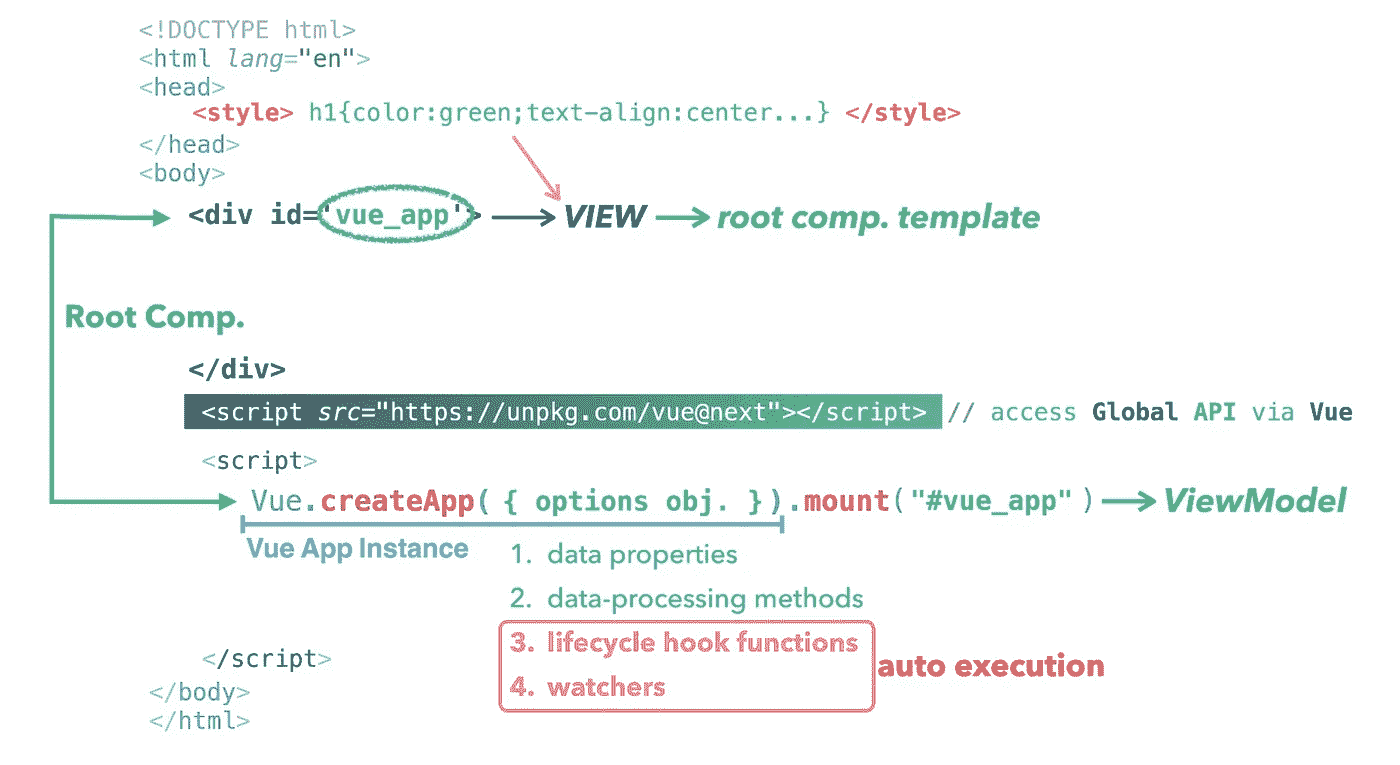 <!DOCTYPE html>
<html lang="en">
<head>
<style> h1{color:green;text-align:center...} </style>
</head>
<body>
<div id='vue_app'> VIEW root comp. template
Root Comp.
</div>
<script src="https://unpkg.com/vue@next"></script> // access Global API via Vue
<script>
Vue.createApp( { options obj. } ).mount("#vue_app" ) ViewModel
Vue App Instance
1. data properties
2. data-processing methods
3. lifecycle hook functions
4. watchers
auto execution
</script>
</body>
</html>